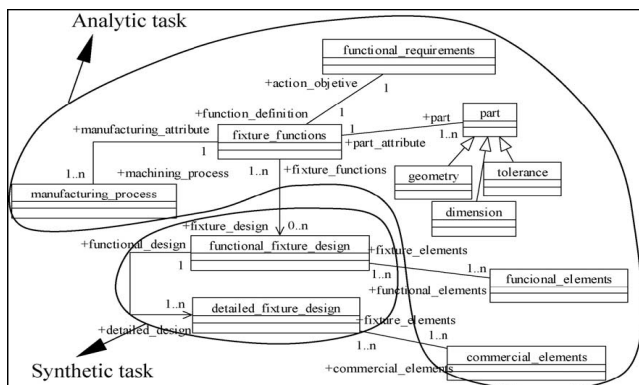 Analytic task
functional_requirements
+action_objetive
1
+function_definition
1
+manufacturing_attribute
fixture_functions
1
+part
part
1
1..n
+part_attribute
1..n
+machining_process
1..n
+fixture_functions
geometry
tolerance
manufacturing_process
dimension
+fixture_design
0..n
+functional_design
functional_fixture_design
+fixture_elements
1
1..n
1..n
funcional_elements
+functional_elements
1..n
detailed_fixture_design
+fixture_elements
+detailed_design
1..n
1..n
Synthetic task
commercial_elements
+commercial_elements